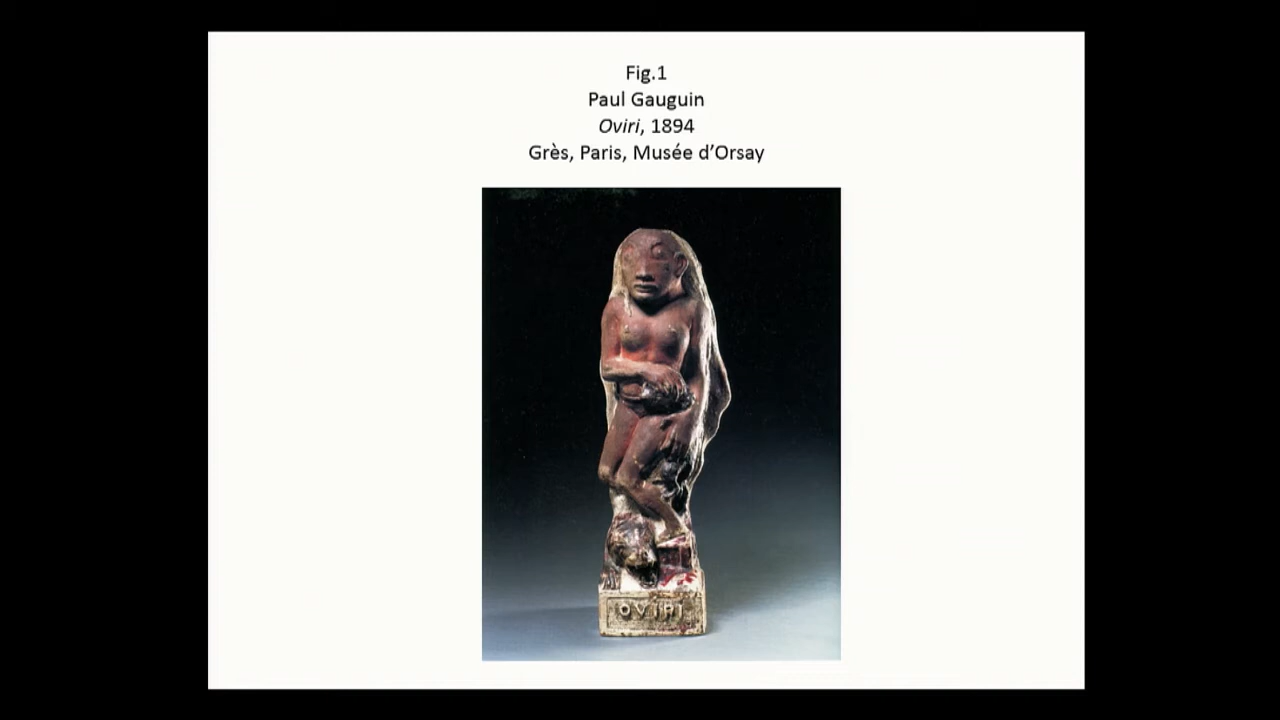 Fig.1
Paul Gauguin
Oviri, 1894
Grès, Paris, Musée d’Orsay
OVIRI